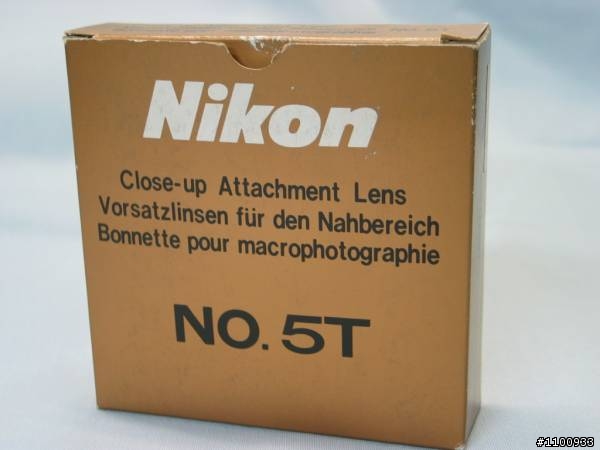 Nikon
Close-up Attachment Lens
Vorsatzlinsen für den Nahbereich
Bonnette pour macrophotographie
NO. 5T
#1100933